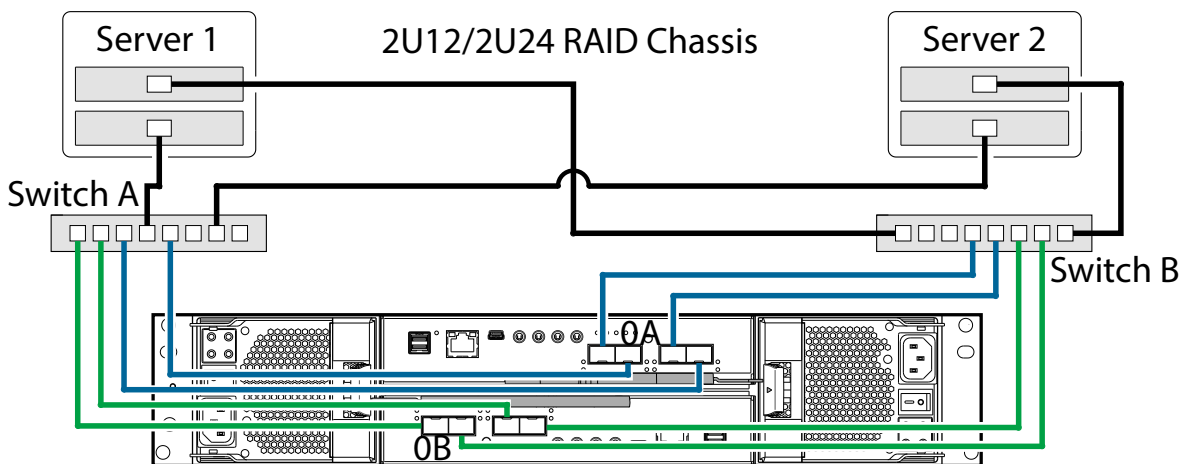 Server 1
2U12/2U24 RAID Chassis
Server 2
Switch A
Switch B
0A
0B